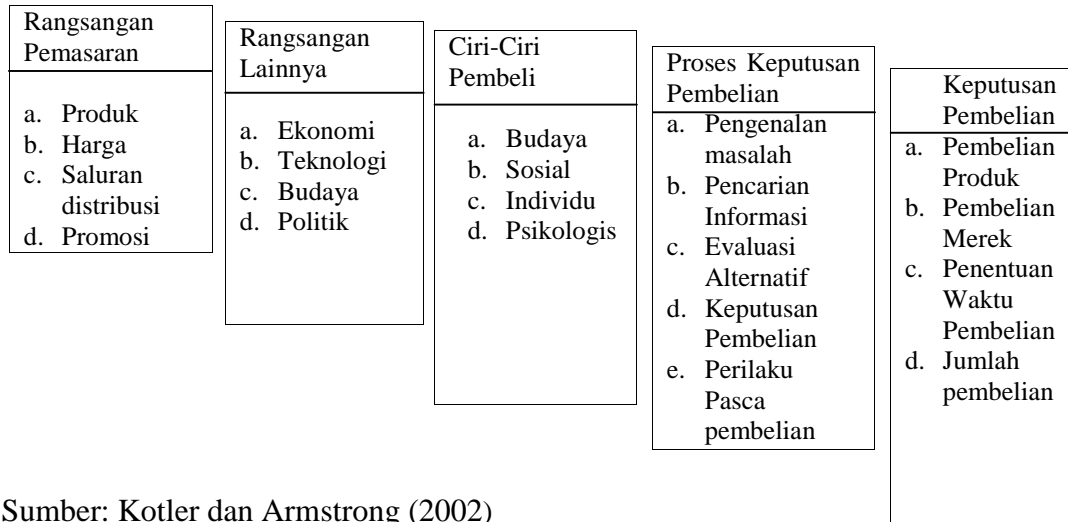 Rangsangan
Pemasaran
a. Produk
b. Harga
c. Saluran
distribusi
d. Promosi
Rangsangan
Lainnya
a. Ekonomi
b. Teknologi
c. Budaya
d. Politik
Ciri-Ciri
Pembeli
a. Budaya
b. Sosial
c. Individu
d. Psikologis
Proses Keputusan
Pembelian
a. Pengenalan
masalah
b. Pencarian
Informasi
c. Evaluasi
Alternatif
d. Keputusan
Pembelian
e. Perilaku
Pasca
pembelian
Keputusan
Pembelian
a. Pembelian
Produk
b. Pembelian
Merek
c. Penentuan
Waktu
Pembelian
d. Jumlah
pembelian
Sumber: Kotler dan Armstrong (2002)